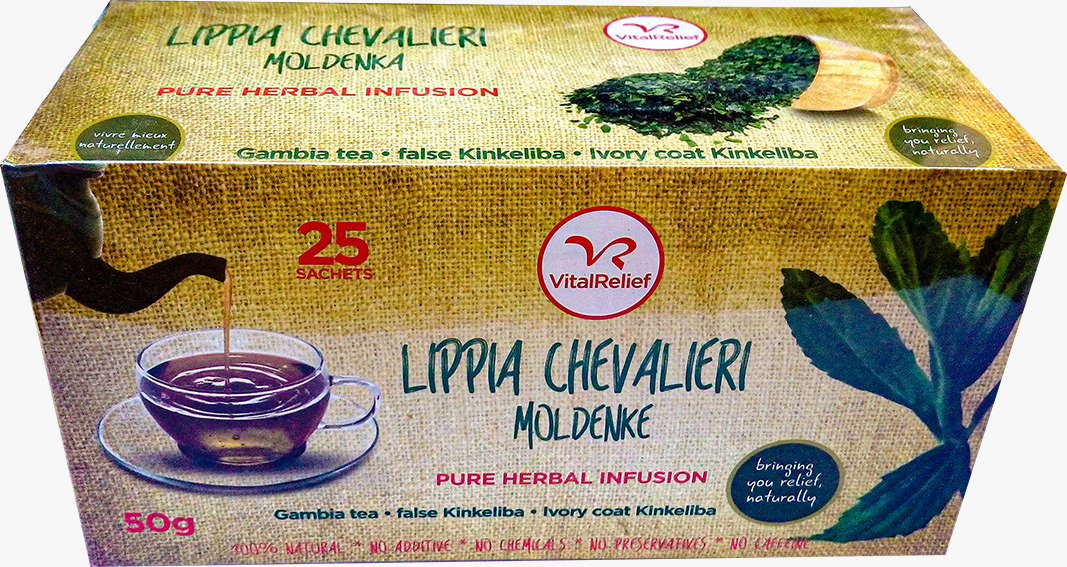 LIPPIA CHEVALIERI
MOLDENKA
PURE HERBAL INFUSION
VR
VitalRelief
vivre mieux
naturellement
Gambia tea • false Kinkeliba • Ivory coat Kinkeliba
bringing
you relief,
naturally
25
SACHETS
VR
VitalRelief
LIPPIA CHEVALIERI
MOLDENKE
PURE HERBAL INFUSION
bringing
you relief,
naturally
Gambia tea • false Kinkeliba • Ivory coat Kinkeliba
50g
100% NATURAL * NO ADDITIVE * NO CHEMICALS * NO PRESERVATIVES * NO CAFFEINE